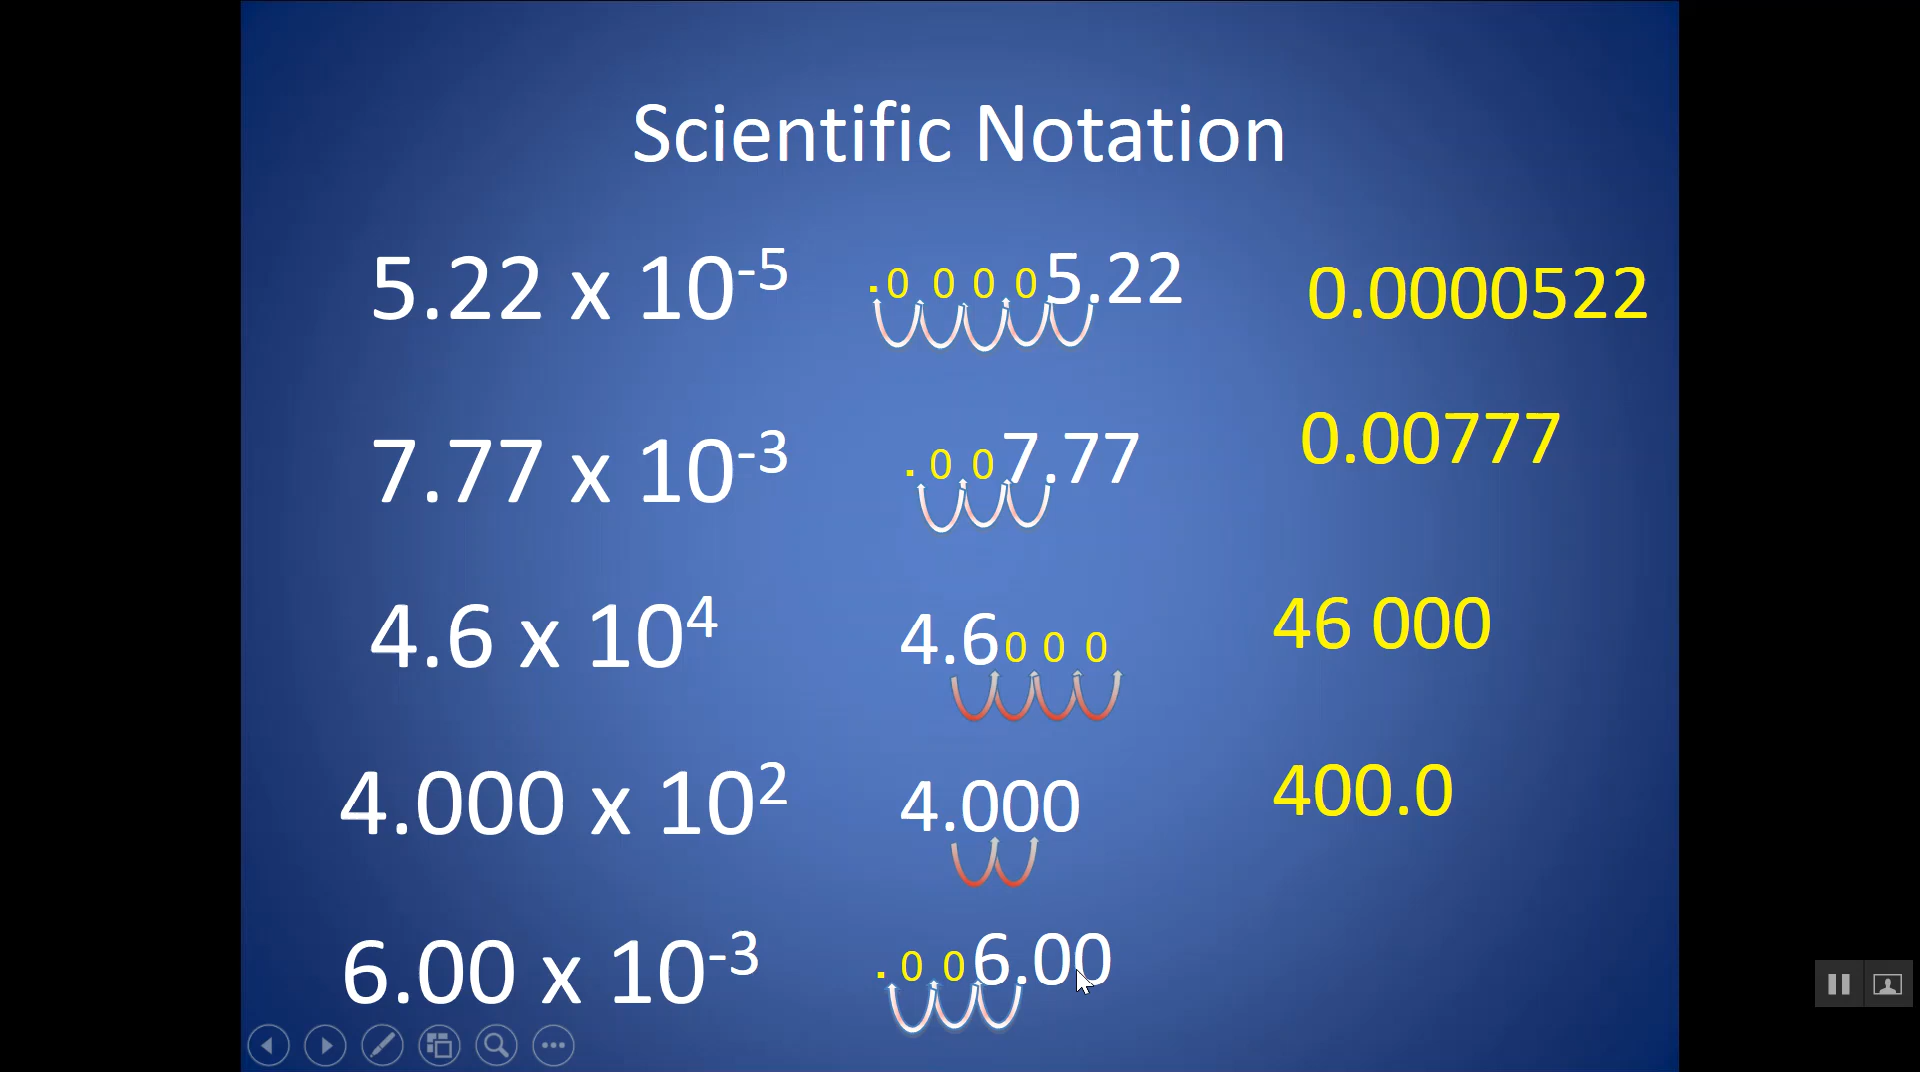 Scientific Notation
5.22 x 10⁻⁵ .0 0 0 0 5.22 0.0000522
7.77 x 10⁻³ .0 0 7.77 0.00777
4.6 x 10⁴ 4.6 0 0 0 46 000
4.000 x 10² 4.000 400.0
6.00 x 10⁻³ .0 0 6.00